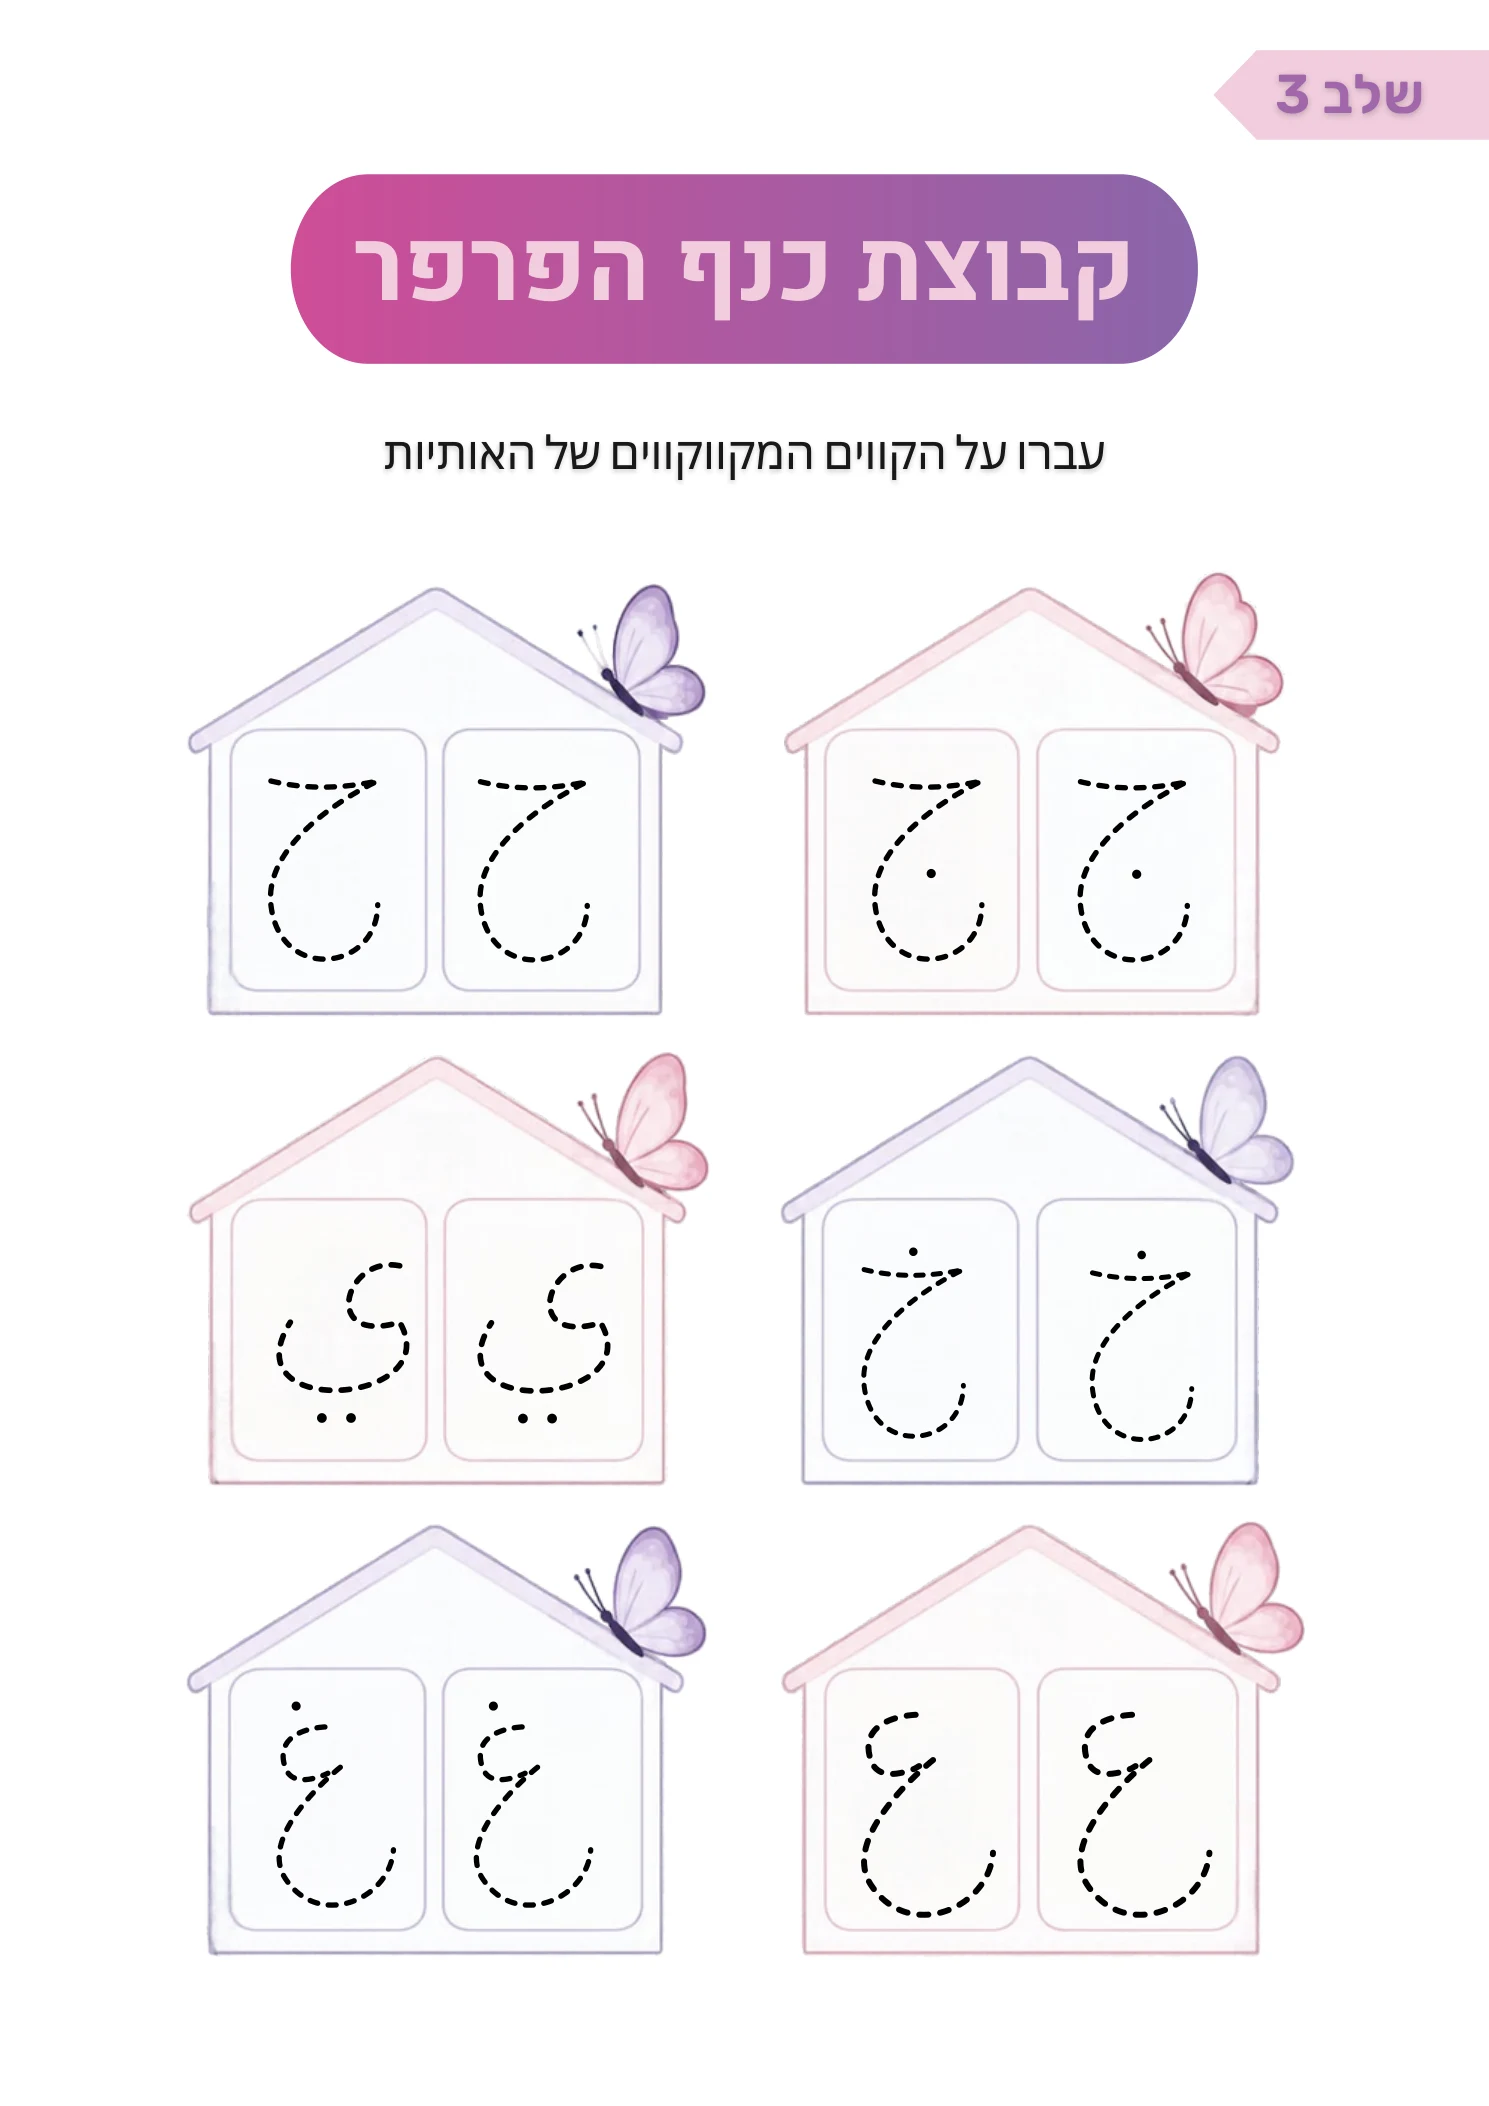 שלב 3
קבוצת כנף הפרפר
עברו על הקווים המקווקווים של האותיות
ج ج ح ح
خ خ ي ي
ع ع غ غ